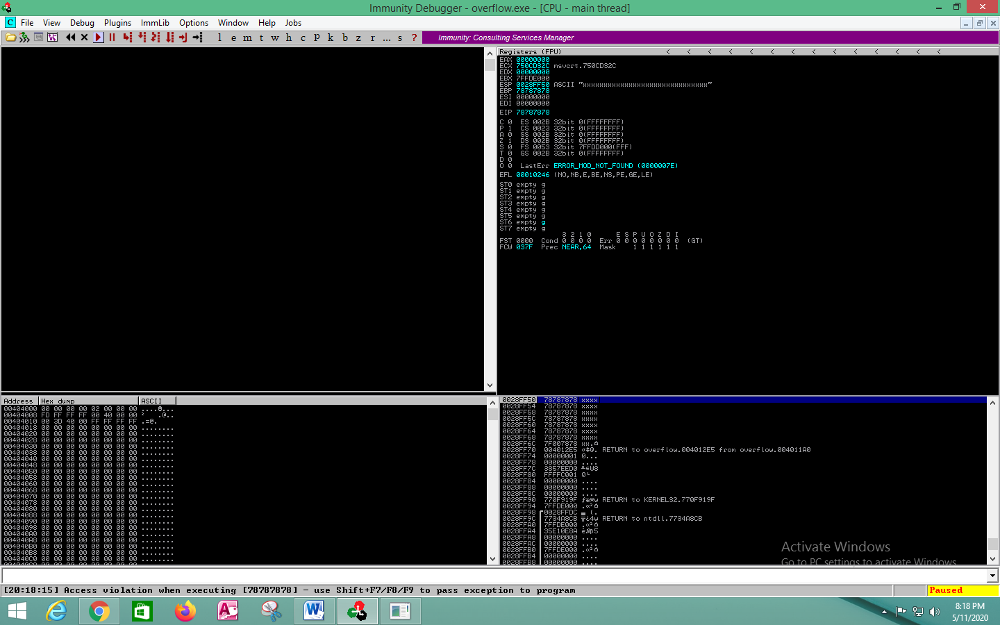 Immunity Debugger - overflow.exe - [CPU - main thread]
C File View Debug Plugins ImmLib Options Window Help Jobs
l e m t w h c p k b z r ... s ? Immunity: Consulting Services Manager
Registers (FPU) < < < < < < < < < < < < < <
EAX 00000000
ECX 750CD32C msvcrt.750CD32C
EDX 00000000
EBX 7FFDE000
ESP 0028FF50 ASCII "xxxxxxxxxxxxxxxxxxxxxxxxxxxxxx"
EBP 78787878
ESI 00000000
EDI 00000000
EIP 78787878
C 0 ES 002B 32bit 0(FFFFFFFF)
P 1 CS 0023 32bit 0(FFFFFFFF)
A 0 SS 002B 32bit 0(FFFFFFFF)
Z 1 DS 002B 32bit 0(FFFFFFFF)
S 0 FS 0053 32bit 7FFDD000(FFF)
T 0 GS 002B 32bit 0(FFFFFFFF)
D 0
O 0 LastErr ERROR_MOD_NOT_FOUND (0000007E)
EFL 00010246 (NO,NB,E,BE,NS,PE,GE,LE)
ST0 empty g
ST1 empty g
ST2 empty g
ST3 empty g
ST4 empty g
ST5 empty g
ST6 empty g
ST7 empty g
3 2 1 0 E S P U O Z D I
FST 0000 Cond 0 0 0 0 Err 0 0 0 0 0 0 0 0 (GT)
FCW 037F Prec NEAR,64 Mask 1 1 1 1 1 1
Address Hex dump ASCII
00404000 00 00 00 00 02 00 00 00
00404008 FD FF FF FF 00 40 00 00
00404010 00 3D 40 00 FF FF FF FF .=@.
00404018 00 00 00 00 00 00 00 00 ........
00404020 00 00 00 00 00 00 00 00 ........
00404028 00 00 00 00 00 00 00 00 ........
00404030 00 00 00 00 00 00 00 00 ........
00404038 00 00 00 00 00 00 00 00 ........
00404040 00 00 00 00 00 00 00 00 ........
00404048 00 00 00 00 00 00 00 00 ........
00404050 00 00 00 00 00 00 00 00 ........
00404058 00 00 00 00 00 00 00 00 ........
00404060 00 00 00 00 00 00 00 00 ........
00404068 00 00 00 00 00 00 00 00 ........
00404070 00 00 00 00 00 00 00 00 ........
00404078 00 00 00 00 00 00 00 00 ........
00404080 00 00 00 00 00 00 00 00 ........
00404088 00 00 00 00 00 00 00 00 ........
00404090 00 00 00 00 00 00 00 00 ........
00404098 00 00 00 00 00 00 00 00 ........
004040A0 00 00 00 00 00 00 00 00 ........
004040A8 00 00 00 00 00 00 00 00 ........
004040B0 00 00 00 00 00 00 00 00 ........
004040B8 00 00 00 00 00 00 00 00 ........
004040C0 00 00 00 00 00 00 00 00 ........
0028FF50 78787878 xxxx
0028FF54 78787878 xxxx
0028FF58 78787878 xxxx
0028FF5C 78787878 xxxx
0028FF60 78787878 xxxx
0028FF64 78787878 xxxx
0028FF68 78787878 xxxx
0028FF6C 7F007878 xx.⌂
0028FF70 004012E5 σ‡@. RETURN to overflow.004012E5 from overflow.004011A0
0028FF74 00000001
0028FF78 00000000 ....
0028FF7C 3857EED0
0028FF80 FFFFC001
0028FF84 00000000 ....
0028FF88 00000000 ....
0028FF8C 00000000 ....
0028FF90 770F919F ƒæ*w RETURN to KERNEL32.770F919F
0028FF94 7FFDE000 .α²⌂
0028FF98 0028FFDC
0028FF9C 7734A8CB RETURN to ntdll.7734A8CB
0028FFA0 7FFDE000 .α²⌂
0028FFA4 35E10E8A
0028FFA8 00000000 ....
0028FFAC 00000000 ....
0028FFB0 7FFDE000 .α²⌂
0028FFB4 00000000 ....
0028FFB8 00000000 ....
Activate Windows
Go to PC settings to activate Windows
[20:18:15] Access violation when executing [78787878] - use Shift+F7/F8/F9 to pass exception to program
Paused
8:18 PM
5/11/2020